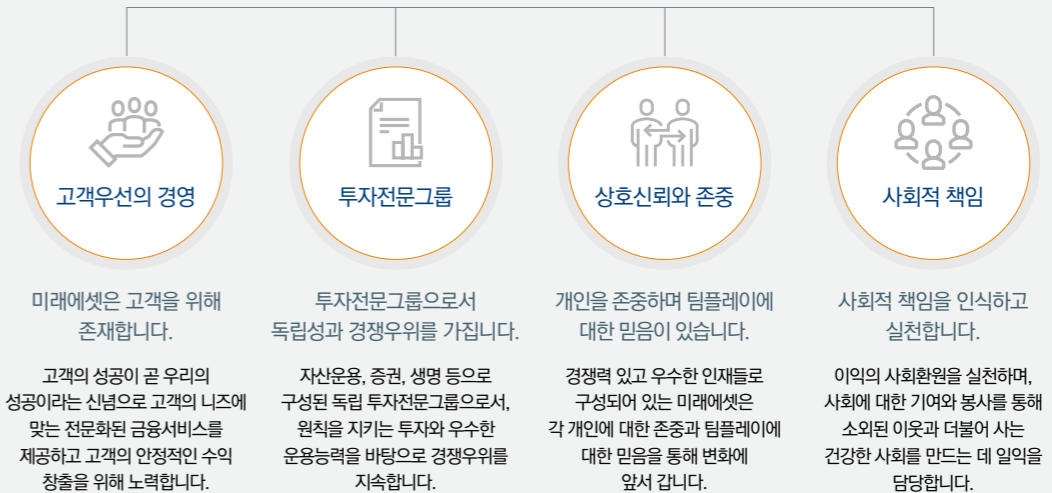 고객우선의 경영
미래에셋은 고객을 위해
존재합니다.
고객의 성공이 곧 우리의
성공이라는 신념으로 고객의 니즈에
맞는 전문화된 금융서비스를
제공하고 고객의 안정적인 수익
창출을 위해 노력합니다.
투자전문그룹
투자전문그룹으로서
독립성과 경쟁우위를 가집니다.
자산운용, 증권, 생명 등으로
구성된 독립 투자전문그룹으로서,
원칙을 지키는 투자와 우수한
운용능력을 바탕으로 경쟁우위를
지속합니다.
상호신뢰와 존중
개인을 존중하며 팀플레이에
대한 믿음이 있습니다.
경쟁력 있고 우수한 인재들로
구성되어 있는 미래에셋은
각 개인에 대한 존중과 팀플레이에
대한 믿음을 통해 변화에
앞서 갑니다.
사회적 책임
사회적 책임을 인식하고
실천합니다.
이익의 사회환원을 실천하며,
사회에 대한 기여와 봉사를 통해
소외된 이웃과 더불어 사는
건강한 사회를 만드는 데 일익을
담당합니다.